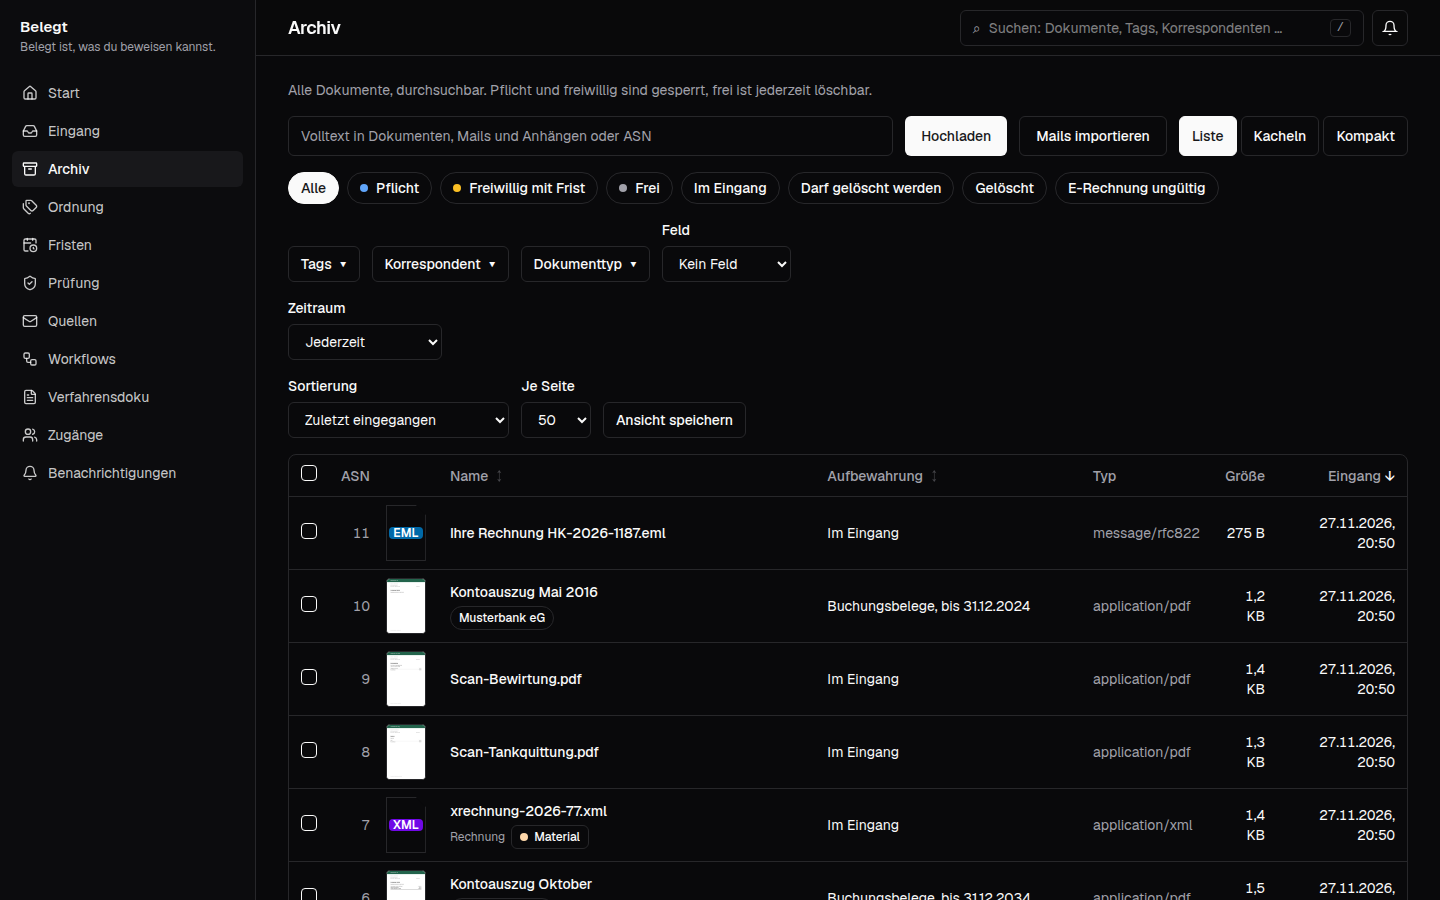 Belegt
Belegt ist, was du beweisen kannst.
Start
Eingang
Archiv
Ordnung
Fristen
Prüfung
Quellen
Workflows
Verfahrensdoku
Zugänge
Benachrichtigungen
Archiv
Suchen: Dokumente, Tags, Korrespondenten … /
Alle Dokumente, durchsuchbar. Pflicht und freiwillig sind gesperrt, frei ist jederzeit löschbar.
Volltext in Dokumenten, Mails und Anhängen oder ASN Hochladen Mails importieren Liste Kacheln Kompakt
Alle Pflicht Freiwillig mit Frist Frei Im Eingang Darf gelöscht werden Gelöscht E-Rechnung ungültig
Feld
Tags ▾ Korrespondent ▾ Dokumenttyp ▾ Kein Feld
Zeitraum
Jederzeit
Sortierung Je Seite
Zuletzt eingegangen 50 Ansicht speichern
ASN Name ↕ Aufbewahrung ↕ Typ Größe Eingang ↓
11 EML Ihre Rechnung HK-2026-1187.eml Im Eingang message/rfc822 275 B 27.11.2026, 20:50
10 Kontoauszug Mai 2016 Buchungsbelege, bis 31.12.2024 application/pdf 1,2 KB 27.11.2026, 20:50
Musterbank eG
9 Scan-Bewirtung.pdf Im Eingang application/pdf 1,4 KB 27.11.2026, 20:50
8 Scan-Tankquittung.pdf Im Eingang application/pdf 1,3 KB 27.11.2026, 20:50
7 XML xrechnung-2026-77.xml Im Eingang application/xml 1,4 KB 27.11.2026, 20:50
Rechnung Material
6 Kontoauszug Oktober Buchungsbelege, bis 31.12.2034 application/pdf 1,5 27.11.2026,